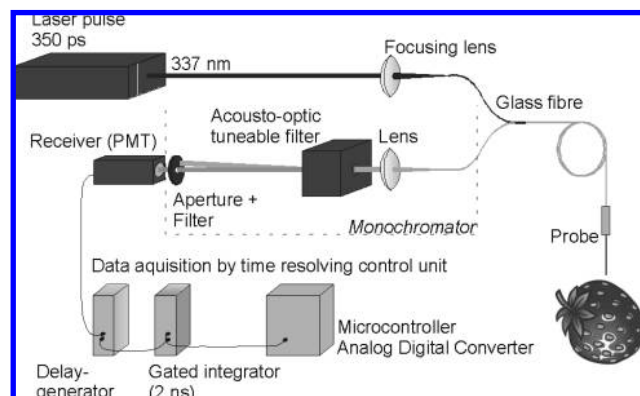 Laser pulse
350 ps
337 nm
Focusing lens
Glass fibre
Acousto-optic
tuneable filter
Lens
Receiver (PMT)
Aperture +
Filter
Monochromator
Probe
Data aquisition by time resolving control unit
Microcontroller
Analog Digital Converter
Delay-
generator
Gated integrator
(2 ns)